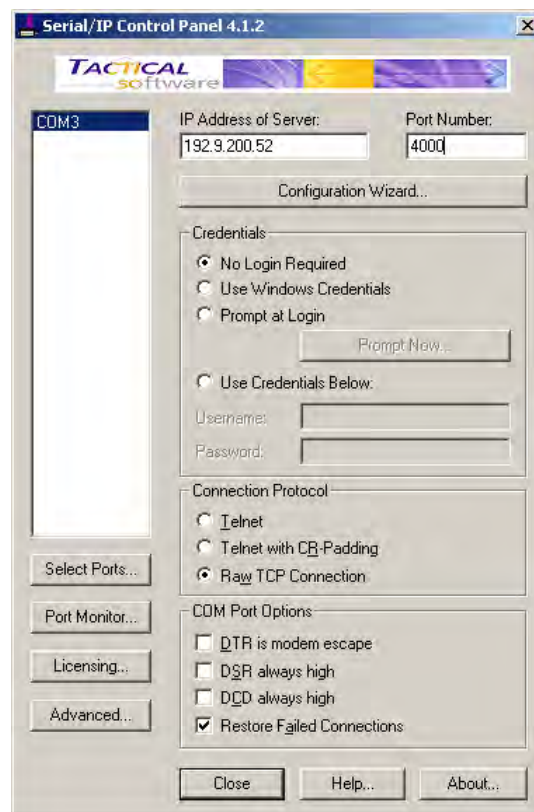 Serial/IP Control Panel 4.1.2
TACTICAL
software
COM3
IP Address of Server:
Port Number:
192.9.200.52
4000
Configuration Wizard...
Credentials
No Login Required
Use Windows Credentials
Prompt at Login
Prompt Now...
Use Credentials Below:
Username:
Password:
Connection Protocol
Telnet
Telnet with CR-Padding
Raw TCP Connection
Select Ports...
Port Monitor...
Licensing...
Advanced...
COM Port Options
DTR is modem escape
DSR always high
DCD always high
Restore Failed Connections
Close
Help...
About...